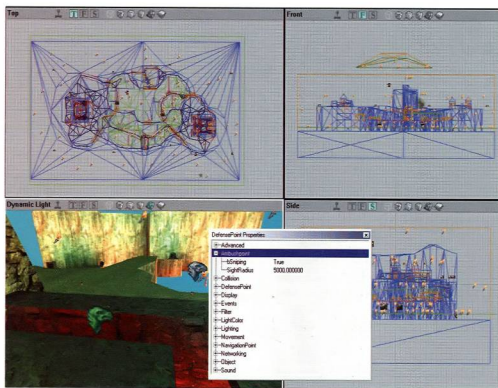 Top
Front
Dynamic Light
Side
DefensePoint Properties
Advanced
Ambushpoint
bSniping True
SightRadius 5000.000000
Collision
DefensePoint
Display
Events
Filter
LightColor
Lighting
Movement
NavigationPoint
Networking
Object
Sound